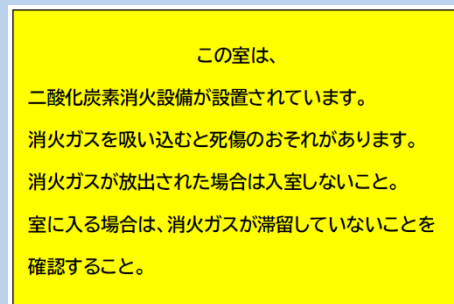 この室は、
二酸化炭素消火設備が設置されています。
消火ガスを吸い込むと死傷のおそれがあります。
消火ガスが放出された場合は入室しないこと。
室に入る場合は、消火ガスが滞留していないことを
確認すること。